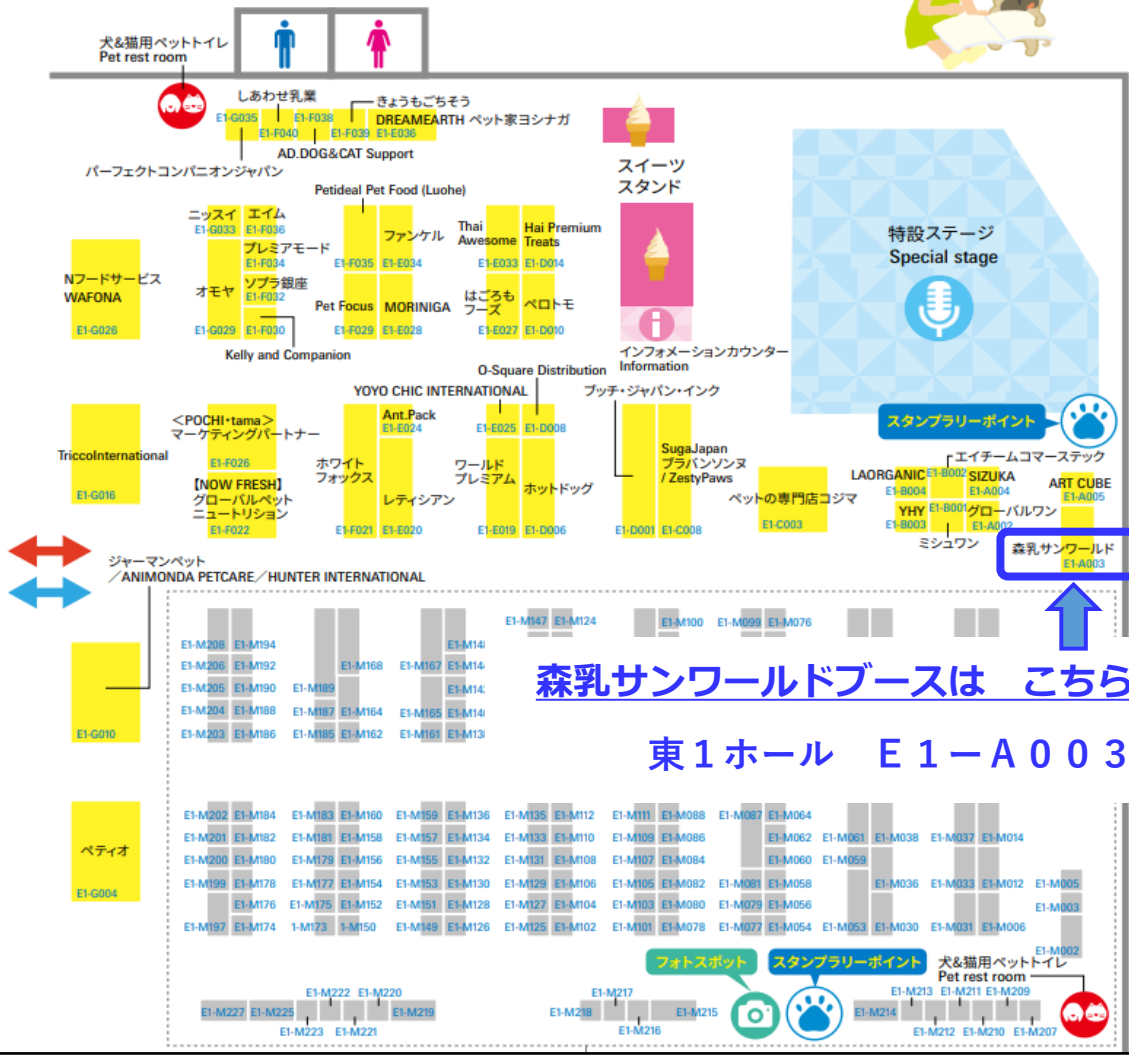 犬&猫用ペットトイレ
Pet rest room
しあわせ乳業
きょうもごちそう
E1-G035
E1-F038
DREAMEARTH ペット家ヨシナガ
E1-F040
E1-F039
E1-E036
AD.DOG&CAT Support
パーフェクトコンパニオンジャパン
スイーツ
スタンド
Petideal Pet Food (Luohe)
ニッスイ
エイム
E1-G033
E1-F036
プレミアモード
E1-F034
E1-F035
ファンケル
E1-E034
Thai
Awesome
E1-E033
Hai Premium
Treats
E1-D014
特設ステージ
Special stage
Nフードサービス
WAFONA
E1-G026
オモヤ
E1-G029
ソプラ銀座
E1-F032
E1-F030
Kelly and Companion
Pet Focus
E1-F029
MORINIGA
E1-E028
はごろも
フーズ
E1-E027
ペロトモ
E1-D010
インフォメーションカウンター
Information
O-Square Distribution
YOYO CHIC INTERNATIONAL
ブッチ・ジャパン・インク
スタンプラリーポイント
TriccoInternational
E1-G016
<POCHI・tama>
マーケティングパートナー
E1-F026
【NOW FRESH】
グローバルペット
ニュートリション
E1-F022
ホワイト
フォックス
E1-F021
Ant.Pack
E1-E024
レティシアン
E1-E020
E1-E025
ワールド
プレミアム
E1-E019
E1-D008
ホットドッグ
E1-D006
E1-D001
SugaJapan
ブラバンソンヌ
/ ZestyPaws
E1-C008
ペットの専門店コジマ
E1-C003
エイチームコマーステック
LAORGANIC
E1-B004
E1-B002
SIZUKA
E1-A004
ART CUBE
E1-A005
YHY
E1-B003
E1-B001
グローバルワン
E1-A002
ミシュワン
森乳サンワールド
E1-A003
ジャーマンペット
／ANIMONDA PETCARE／HUNTER INTERNATIONAL
E1-G010
E1-M147 E1-M124
E1-M100 E1-M099 E1-M076
E1-M208 E1-M194
E1-M206 E1-M192 E1-M168 E1-M167
E1-M205 E1-M190 E1-M189
E1-M204 E1-M188 E1-M187 E1-M164 E1-M165
E1-M203 E1-M186 E1-M185 E1-M162 E1-M161
森乳サンワールドブースは　こちら
東1ホール　Ｅ１ーＡ００３
ペティオ
E1-G004
E1-M202 E1-M184 E1-M183 E1-M160 E1-M159 E1-M136 E1-M135 E1-M112 E1-M111 E1-M088 E1-M087 E1-M064
E1-M201 E1-M182 E1-M181 E1-M158 E1-M157 E1-M134 E1-M133 E1-M110 E1-M109 E1-M086 E1-M062 E1-M061 E1-M038 E1-M037 E1-M014
E1-M200 E1-M180 E1-M179 E1-M156 E1-M155 E1-M132 E1-M131 E1-M108 E1-M107 E1-M084 E1-M060 E1-M059
E1-M199 E1-M178 E1-M177 E1-M154 E1-M153 E1-M130 E1-M129 E1-M106 E1-M105 E1-M082 E1-M081 E1-M058 E1-M036 E1-M033 E1-M012 E1-M005
E1-M176 E1-M175 E1-M152 E1-M151 E1-M128 E1-M127 E1-M104 E1-M103 E1-M080 E1-M079 E1-M056 E1-M003
E1-M197 E1-M174 1-M173 1-M150 E1-M149 E1-M126 E1-M125 E1-M102 E1-M101 E1-M078 E1-M077 E1-M054 E1-M053 E1-M030 E1-M031 E1-M006
E1-M002
フォトスポット
スタンプラリーポイント
犬&猫用ペットトイレ
Pet rest room
E1-M222 E1-M220
E1-M217
E1-M213 E1-M211 E1-M209
E1-M227 E1-M225 E1-M219
E1-M218 E1-M215
E1-M214
E1-M223 E1-M221
E1-M216
E1-M212 E1-M210 E1-M207